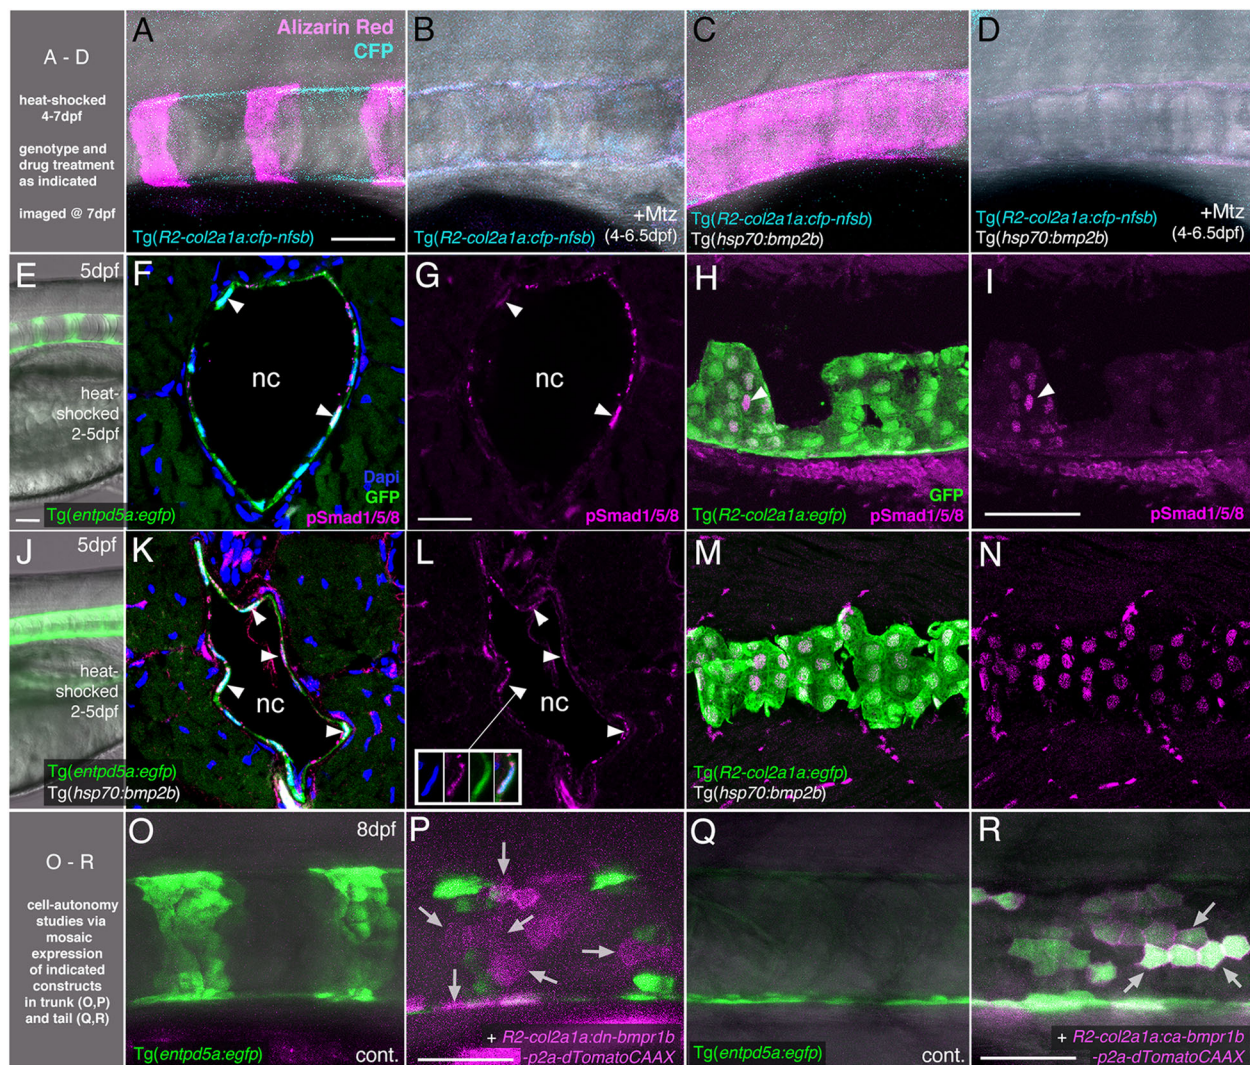 A - D
heat-shocked
4-7dpf
genotype and
drug treatment
as indicated
imaged @ 7dpf
A
Alizarin Red
CFP
Tg(R2-col2a1a:cfp-nfsb)
B
+Mtz
(4-6.5dpf)
C
Tg(R2-col2a1a:cfp-nfsb)
Tg(hsp70:bmp2b)
D
+Mtz
Tg(R2-col2a1a:cfp-nfsb)
Tg(hsp70:bmp2b)
(4-6.5dpf)
E
5dpf
heat-
shocked
2-5dpf
Tg(entpd5a:egfp)
F
nc
Dapi
GFP
pSmad1/5/8
G
nc
pSmad1/5/8
H
GFP
Tg(R2-col2a1a:egfp)
pSmad1/5/8
I
pSmad1/5/8
J
5dpf
heat-
shocked
2-5dpf
Tg(entpd5a:egfp)
Tg(hsp70:bmp2b)
K
nc
L
nc
M
Tg(R2-col2a1a:egfp)
Tg(hsp70:bmp2b)
N
O - R
cell-autonomy
studies via
mosaic
expression
of indicated
constructs
in trunk (O,P)
and tail (Q,R)
O
8dpf
Tg(entpd5a:egfp)
cont.
P
+ R2-col2a1a:dn-bmpr1b
-p2a-dTomatoCAAX
Q
Tg(entpd5a:egfp)
cont.
R
+ R2-col2a1a:ca-bmpr1b
-p2a-dTomatoCAAX